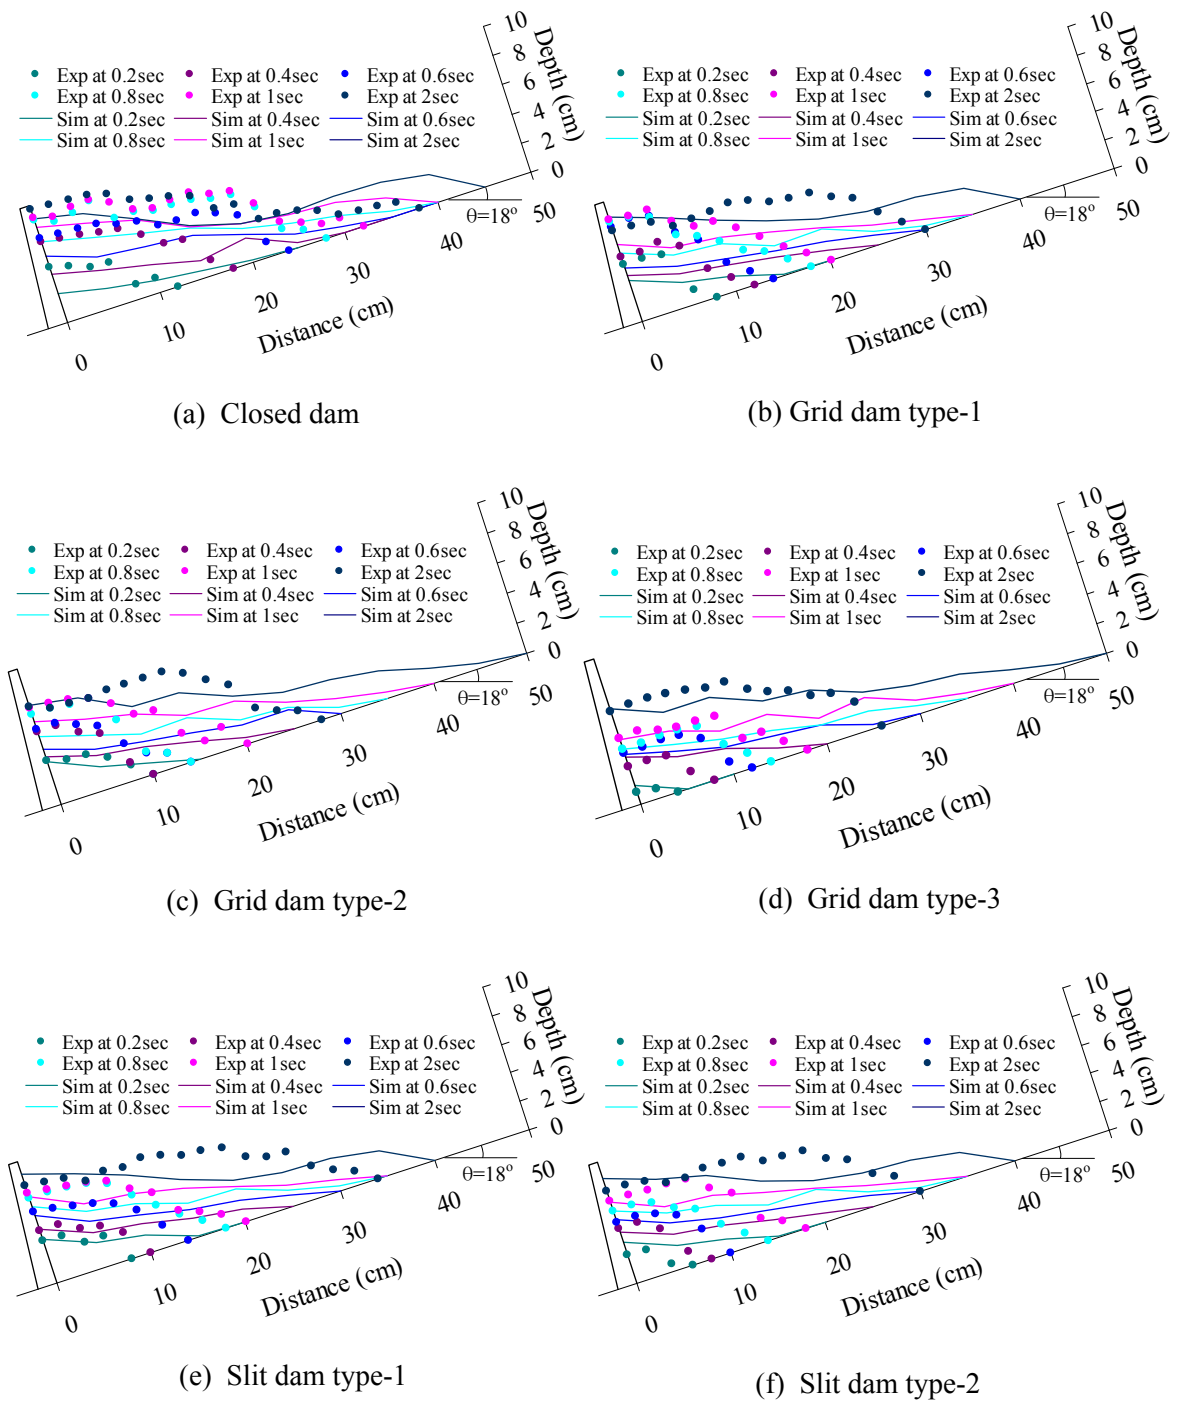 10
8
6
4
2
0
Depth (cm)
Exp at 0.2sec Exp at 0.4sec Exp at 0.6sec
Exp at 0.8sec Exp at 1sec Exp at 2sec
Sim at 0.2sec Sim at 0.4sec Sim at 0.6sec
Sim at 0.8sec Sim at 1sec Sim at 2sec
θ=18°
50
40
30
20
10
0
Distance (cm)
(a) Closed dam
10
8
6
4
2
0
Depth (cm)
Exp at 0.2sec Exp at 0.4sec Exp at 0.6sec
Exp at 0.8sec Exp at 1sec Exp at 2sec
Sim at 0.2sec Sim at 0.4sec Sim at 0.6sec
Sim at 0.8sec Sim at 1sec Sim at 2sec
θ=18°
50
40
30
20
10
0
Distance (cm)
(b) Grid dam type-1
10
8
6
4
2
0
Depth (cm)
Exp at 0.2sec Exp at 0.4sec Exp at 0.6sec
Exp at 0.8sec Exp at 1sec Exp at 2sec
Sim at 0.2sec Sim at 0.4sec Sim at 0.6sec
Sim at 0.8sec Sim at 1sec Sim at 2sec
θ=18°
50
40
30
20
10
0
Distance (cm)
(c) Grid dam type-2
10
8
6
4
2
0
Depth (cm)
Exp at 0.2sec Exp at 0.4sec Exp at 0.6sec
Exp at 0.8sec Exp at 1sec Exp at 2sec
Sim at 0.2sec Sim at 0.4sec Sim at 0.6sec
Sim at 0.8sec Sim at 1sec Sim at 2sec
θ=18°
50
40
30
20
10
0
Distance (cm)
(d) Grid dam type-3
10
8
6
4
2
0
Depth (cm)
Exp at 0.2sec Exp at 0.4sec Exp at 0.6sec
Exp at 0.8sec Exp at 1sec Exp at 2sec
Sim at 0.2sec Sim at 0.4sec Sim at 0.6sec
Sim at 0.8sec Sim at 1sec Sim at 2sec
θ=18°
50
40
30
20
10
0
Distance (cm)
(e) Slit dam type-1
10
8
6
4
2
0
Depth (cm)
Exp at 0.2sec Exp at 0.4sec Exp at 0.6sec
Exp at 0.8sec Exp at 1sec Exp at 2sec
Sim at 0.2sec Sim at 0.4sec Sim at 0.6sec
Sim at 0.8sec Sim at 1sec Sim at 2sec
θ=18°
50
40
30
20
10
0
Distance (cm)
(f) Slit dam type-2